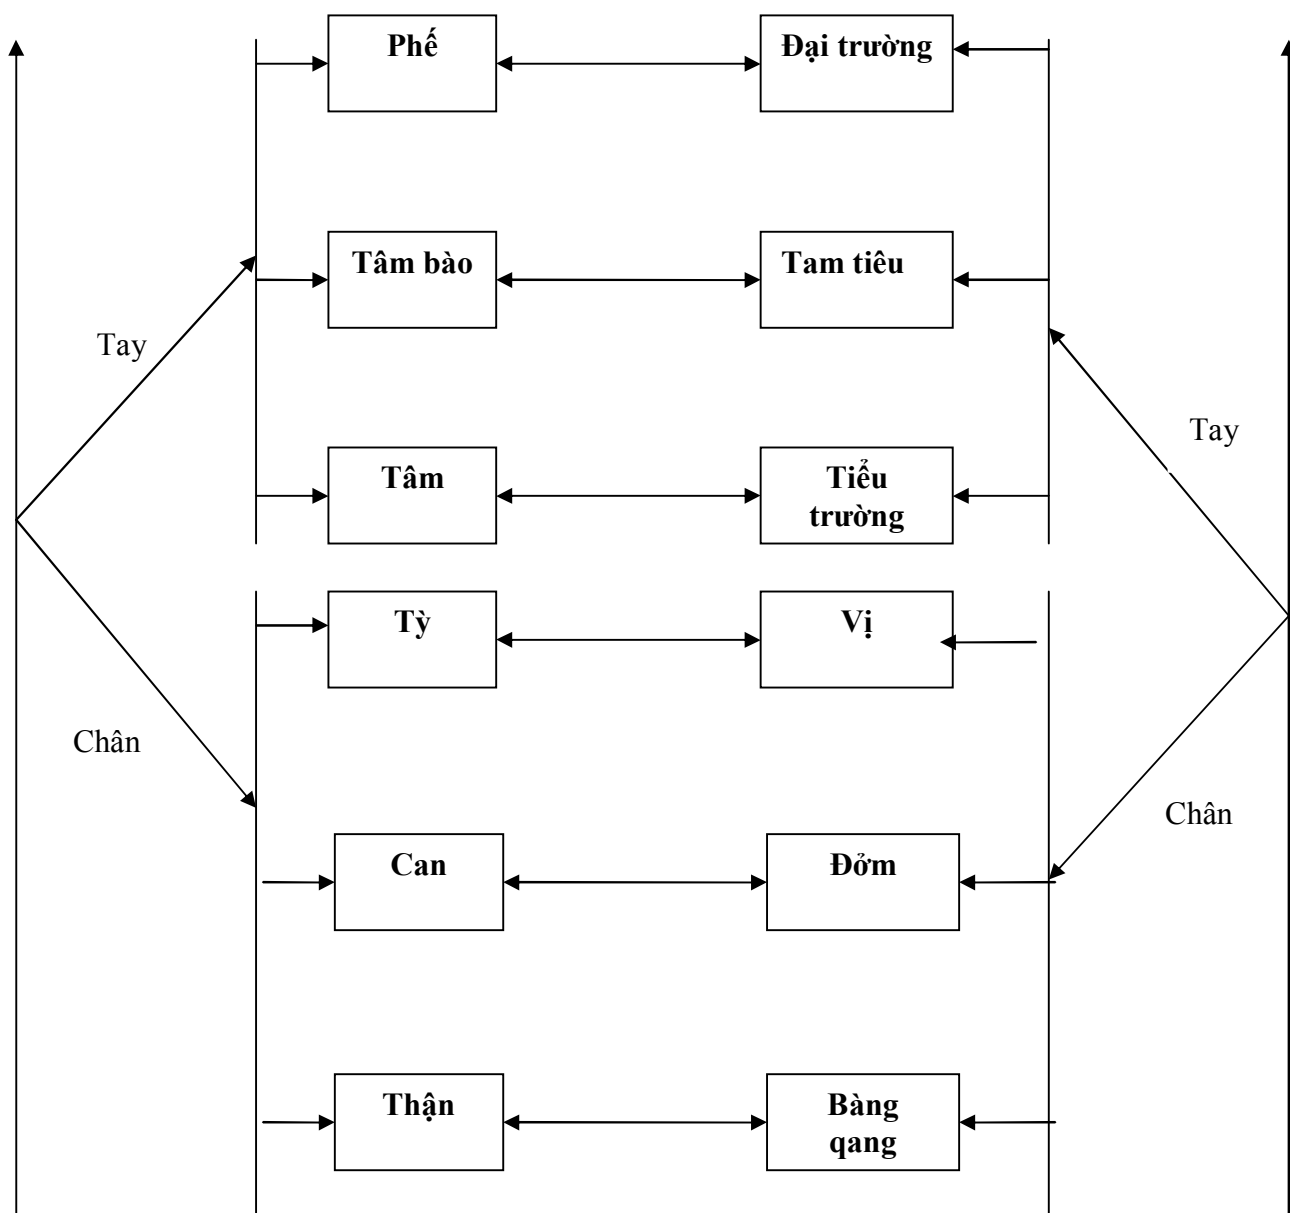 Phế
Đại trường
Tâm bào
Tam tiêu
Tay
Tay
Tâm
Tiểu
trường
Tỳ
Vị
Chân
Chân
Can
Đởm
Thận
Bàng
qang